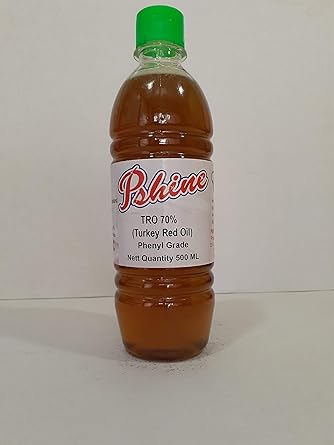 Pshine
TRO 70%
(Turkey Red Oil)
Phenyl Grade
Nett Quantity 500 ML